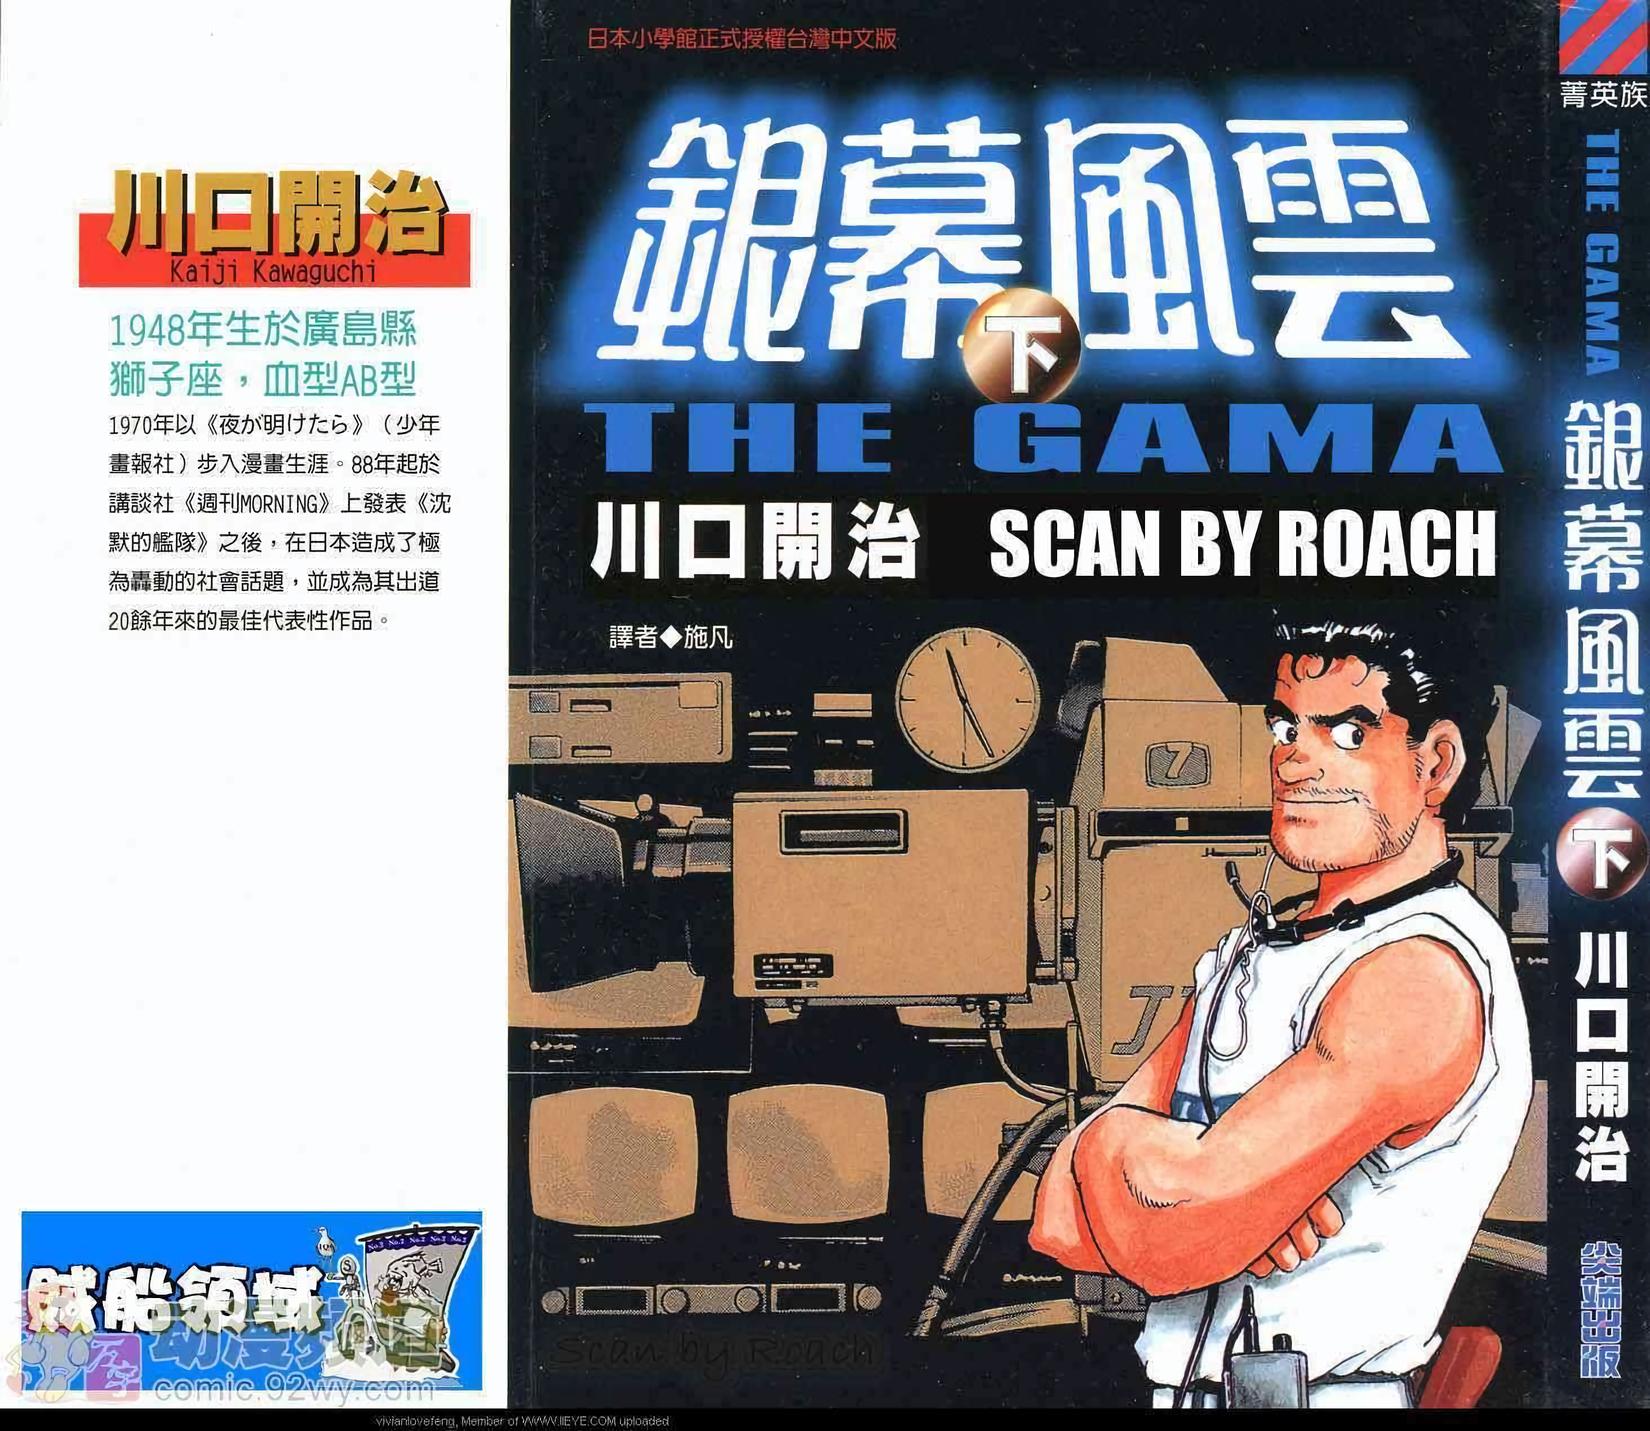 川口開治
Kaiji Kawaguchi
1948年生於廣島縣
獅子座，血型AB型
1970年以《夜が明けたら》（少年
畫報社）步入漫畫生涯。88年起於
講談社《週刊MORNING》上發表《沈
默的艦隊》之後，在日本造成了極
為轟動的社會話題，並成為其出道
20餘年來的最佳代表性作品。
賊船領域
动漫频道
comic.92wy.com
日本小學館正式授權台灣中文版
銀幕風雲
下
THE GAMA
川口開治 SCAN BY ROACH
譯者◆施凡
7
Scan by Roach
菁英族
THE GAMA
銀幕風雲
下
川口開治
尖端出版
vivianlovefeng, Member of WWW.IIEYE.COM uploaded